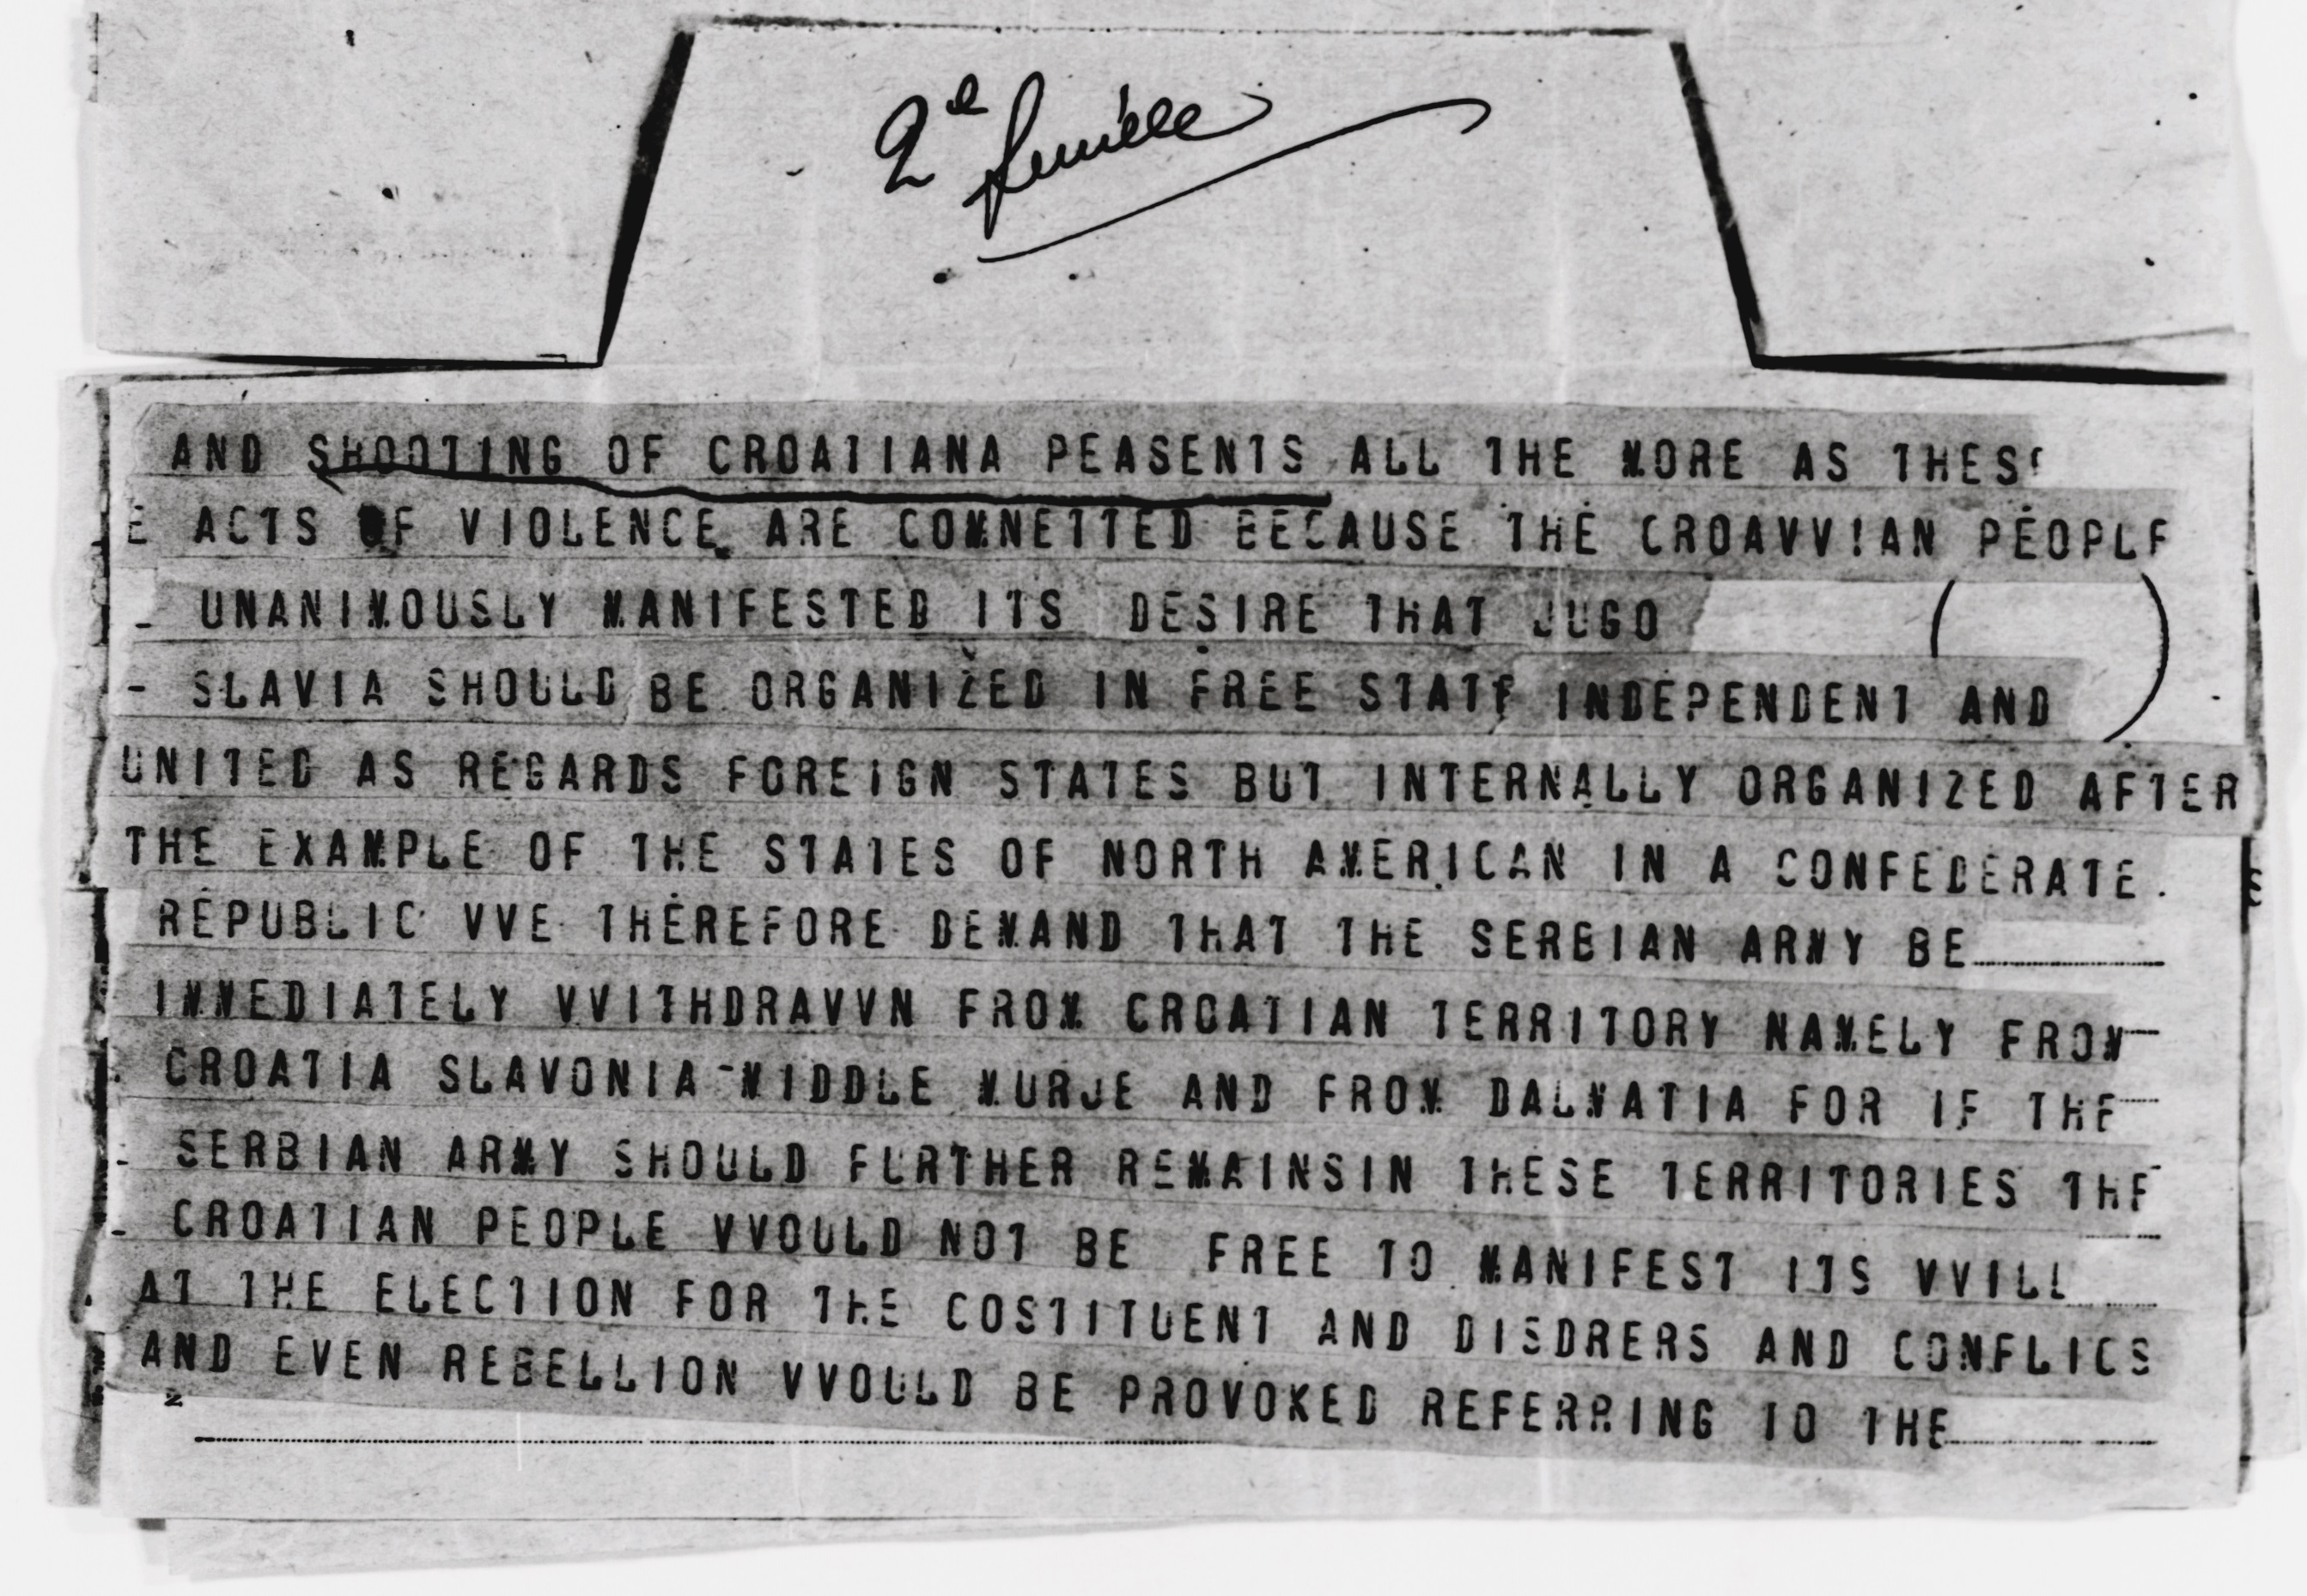 2e feuille
AND SHOOTING OF CROATIANA PEASENTS ALL THE MORE AS THES
E ACTS OF VIOLENCE ARE COMNETTED BECAUSE THE CROAVVIAN PEOPLE
- UNANIMOUSLY MANIFESTED ITS DESIRE THAT JUGO
- SLAVIA SHOULD BE ORGANIZED IN FREE STATE INDEPENDENT AND
UNITED AS REGARDS FOREIGN STATES BUT INTERNALLY ORGANIZED AFTER
THE EXAMPLE OF THE STATES OF NORTH AMERICAN IN A CONFEDERATE.
REPUBLIC VVE THEREFORE DEMAND THAT THE SERBIAN ARMY BE
IMMEDIATELY VVITHDRAVVN FROM CROATIAN TERRITORY NAMELY FROM
CROATIA SLAVONIA - MIDDLE MURJE AND FROM DALMATIA FOR IF THE
- SERBIAN ARMY SHOULD FURTHER REMAINSIN THESE TERRITORIES THE
- CROATIAN PEOPLE VVOULD NOT BE FREE TO MANIFEST ITS VVILL
AT THE ELECTION FOR THE COSTITUENT AND DISDRERS AND CONFLICS
AND EVEN REBELLION VVOULD BE PROVOKED REFERRING TO THE